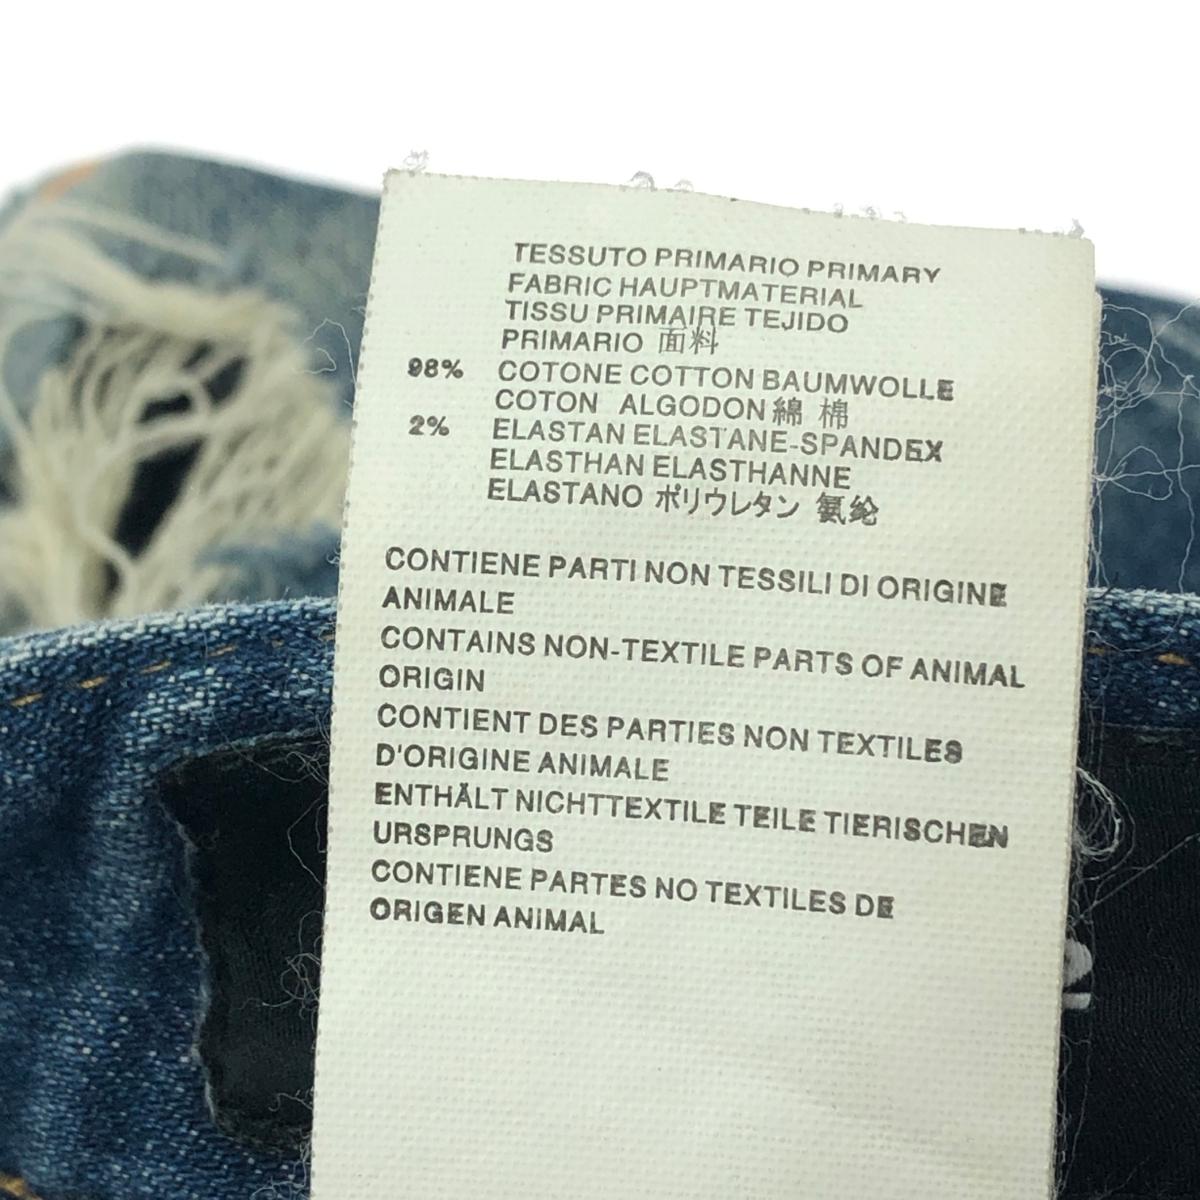 TESSUTO PRIMARIO PRIMARY
FABRIC HAUPTMATERIAL
TISSU PRIMAIRE TEJIDO
PRIMARIO 面料
98% COTONE COTTON BAUMWOLLE
COTON ALGODON 綿 棉
2% ELASTAN ELASTANE-SPANDEX
ELASTHAN ELASTHANNE
ELASTANO ポリウレタン 氨纶
CONTIENE PARTI NON TESSILI DI ORIGINE
ANIMALE
CONTAINS NON-TEXTILE PARTS OF ANIMAL
ORIGIN
CONTIENT DES PARTIES NON TEXTILES
D'ORIGINE ANIMALE
ENTHÄLT NICHTTEXTILE TEILE TIERISCHEN
URSPRUNGS
CONTIENE PARTES NO TEXTILES DE
ORIGEN ANIMAL